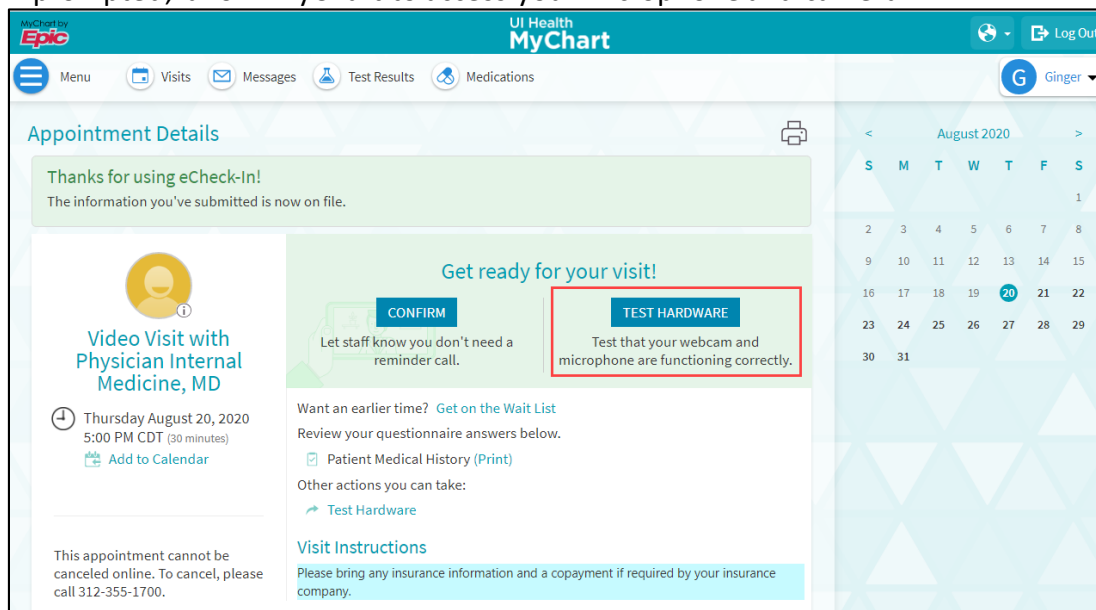 MyChart by
Epic
UI Health
MyChart
Log Out
Menu
Visits
Messages
Test Results
Medications
G
Ginger
Appointment Details
Thanks for using eCheck-In!
The information you've submitted is now on file.
Video Visit with
Physician Internal
Medicine, MD
Thursday August 20, 2020
5:00 PM CDT (30 minutes)
Add to Calendar
This appointment cannot be
canceled online. To cancel, please
call 312-355-1700.
Get ready for your visit!
CONFIRM
Let staff know you don't need a
reminder call.
TEST HARDWARE
Test that your webcam and
microphone are functioning correctly.
Want an earlier time? Get on the Wait List
Review your questionnaire answers below.
Patient Medical History (Print)
Other actions you can take:
Test Hardware
Visit Instructions
Please bring any insurance information and a copayment if required by your insurance
company.
< August 2020 >
S M T W T F S
1
2 3 4 5 6 7 8
9 10 11 12 13 14 15
16 17 18 19 20 21 22
23 24 25 26 27 28 29
30 31